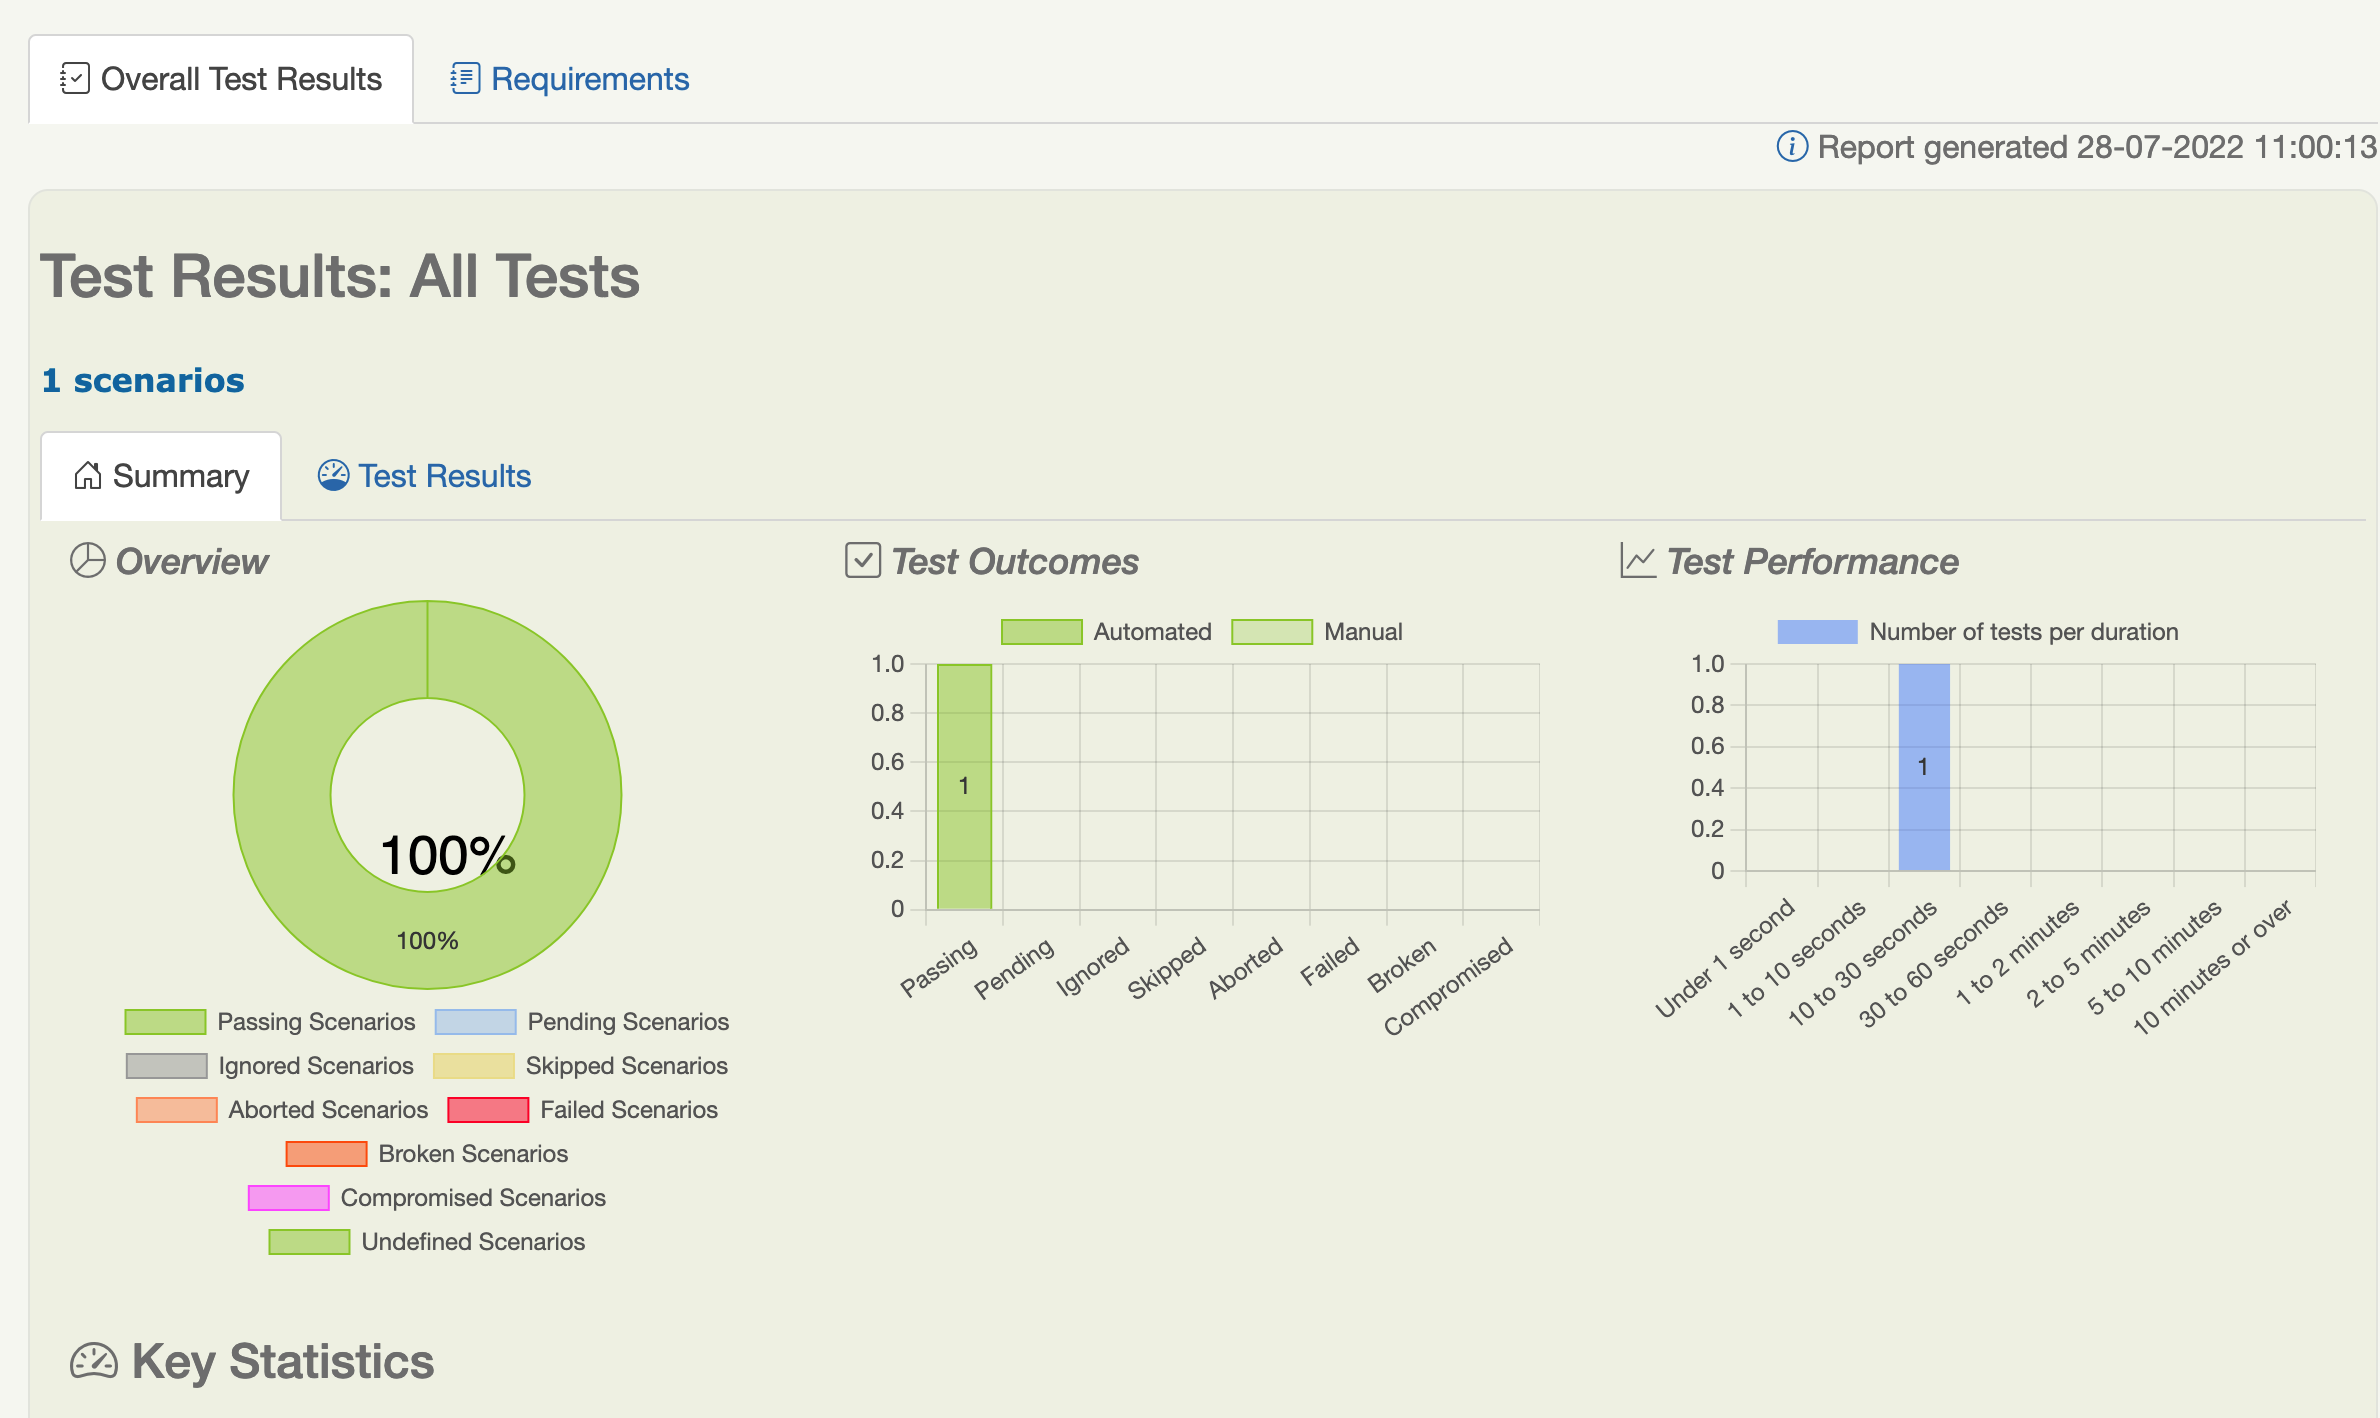 Overall Test Results
Requirements
Report generated 28-07-2022 11:00:13
Test Results: All Tests
1 scenarios
Summary
Test Results
Overview
100%
100%
Passing Scenarios
Pending Scenarios
Ignored Scenarios
Skipped Scenarios
Aborted Scenarios
Failed Scenarios
Broken Scenarios
Compromised Scenarios
Undefined Scenarios
Test Outcomes
Automated
Manual
1.0
0.8
0.6
0.4
0.2
0
1
Passing
Pending
Ignored
Skipped
Aborted
Failed
Broken
Compromised
Test Performance
Number of tests per duration
1.0
0.8
0.6
0.4
0.2
0
1
Under 1 second
1 to 10 seconds
10 to 30 seconds
30 to 60 seconds
1 to 2 minutes
2 to 5 minutes
5 to 10 minutes
10 minutes or over
Key Statistics